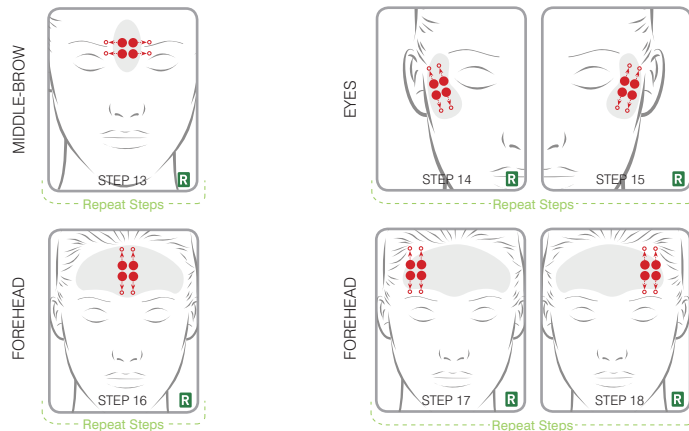 MIDDLE-BROW
STEP 13
R
Repeat Steps
EYES
STEP 14
R
STEP 15
R
Repeat Steps
FOREHEAD
STEP 16
R
Repeat Steps
FOREHEAD
STEP 17
R
STEP 18
R
Repeat Steps